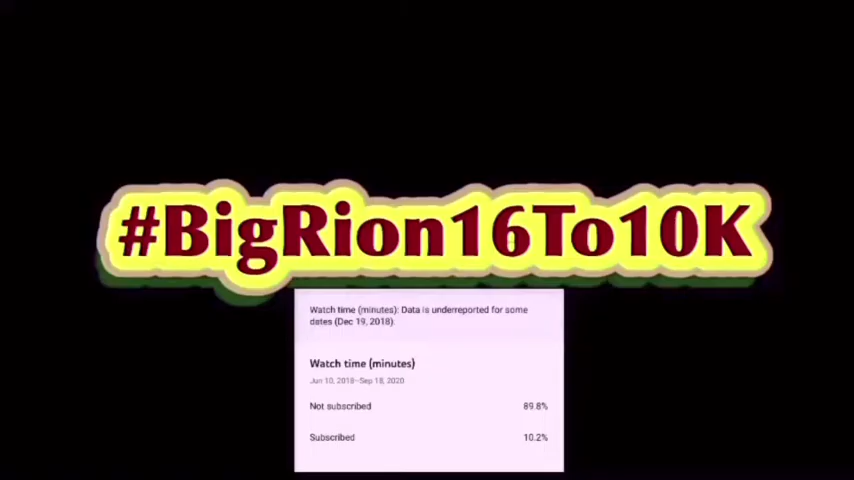 #BigRion16To10K
Watch time (minutes): Data is underreported for some
dates (Dec 19, 2018).
Watch time (minutes)
Jun 10, 2018–Sep 18, 2020
Not subscribed 89.8%
Subscribed 10.2%